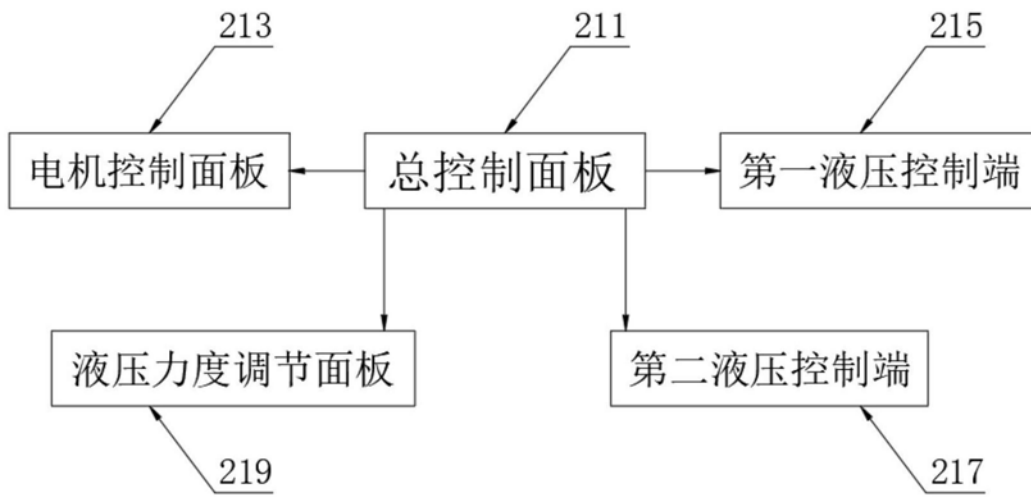 213
211
215
电机控制面板
总控制面板
第一液压控制端
液压力度调节面板
第二液压控制端
219
217